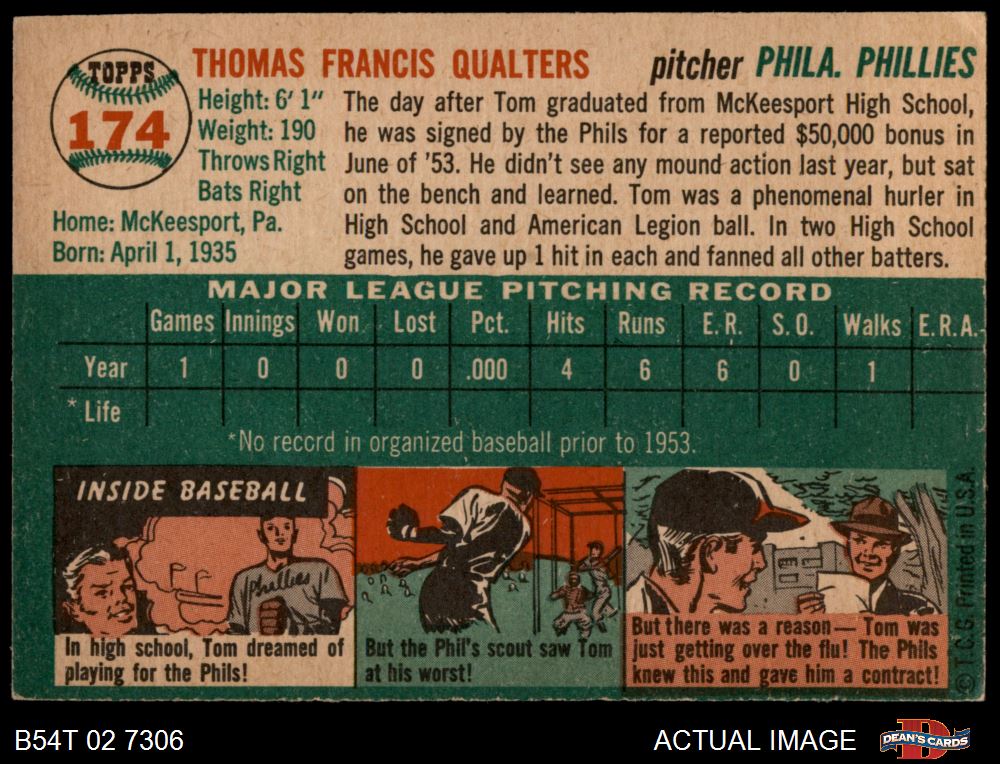 TOPPS
174
THOMAS FRANCIS QUALTERS
pitcher PHILA. PHILLIES
Height: 6' 1"
Weight: 190
Throws Right
Bats Right
Home: McKeesport, Pa.
Born: April 1, 1935
The day after Tom graduated from McKeesport High School,
he was signed by the Phils for a reported $50,000 bonus in
June of '53. He didn't see any mound action last year, but sat
on the bench and learned. Tom was a phenomenal hurler in
High School and American Legion ball. In two High School
games, he gave up 1 hit in each and fanned all other batters.
MAJOR LEAGUE PITCHING RECORD
Games Innings Won Lost Pct. Hits Runs E.R. S.O. Walks E.R.A.
Year 1 0 0 0 .000 4 6 6 0 1
* Life
*No record in organized baseball prior to 1953.
INSIDE BASEBALL
Phillies
In high school, Tom dreamed of
playing for the Phils!
But the Phil's scout saw Tom
at his worst!
But there was a reason — Tom was
just getting over the flu! The Phils
knew this and gave him a contract!
© T.C.G. Printed in U.S.A.
B54T 02 7306
ACTUAL IMAGE
D
DEAN'S CARDS